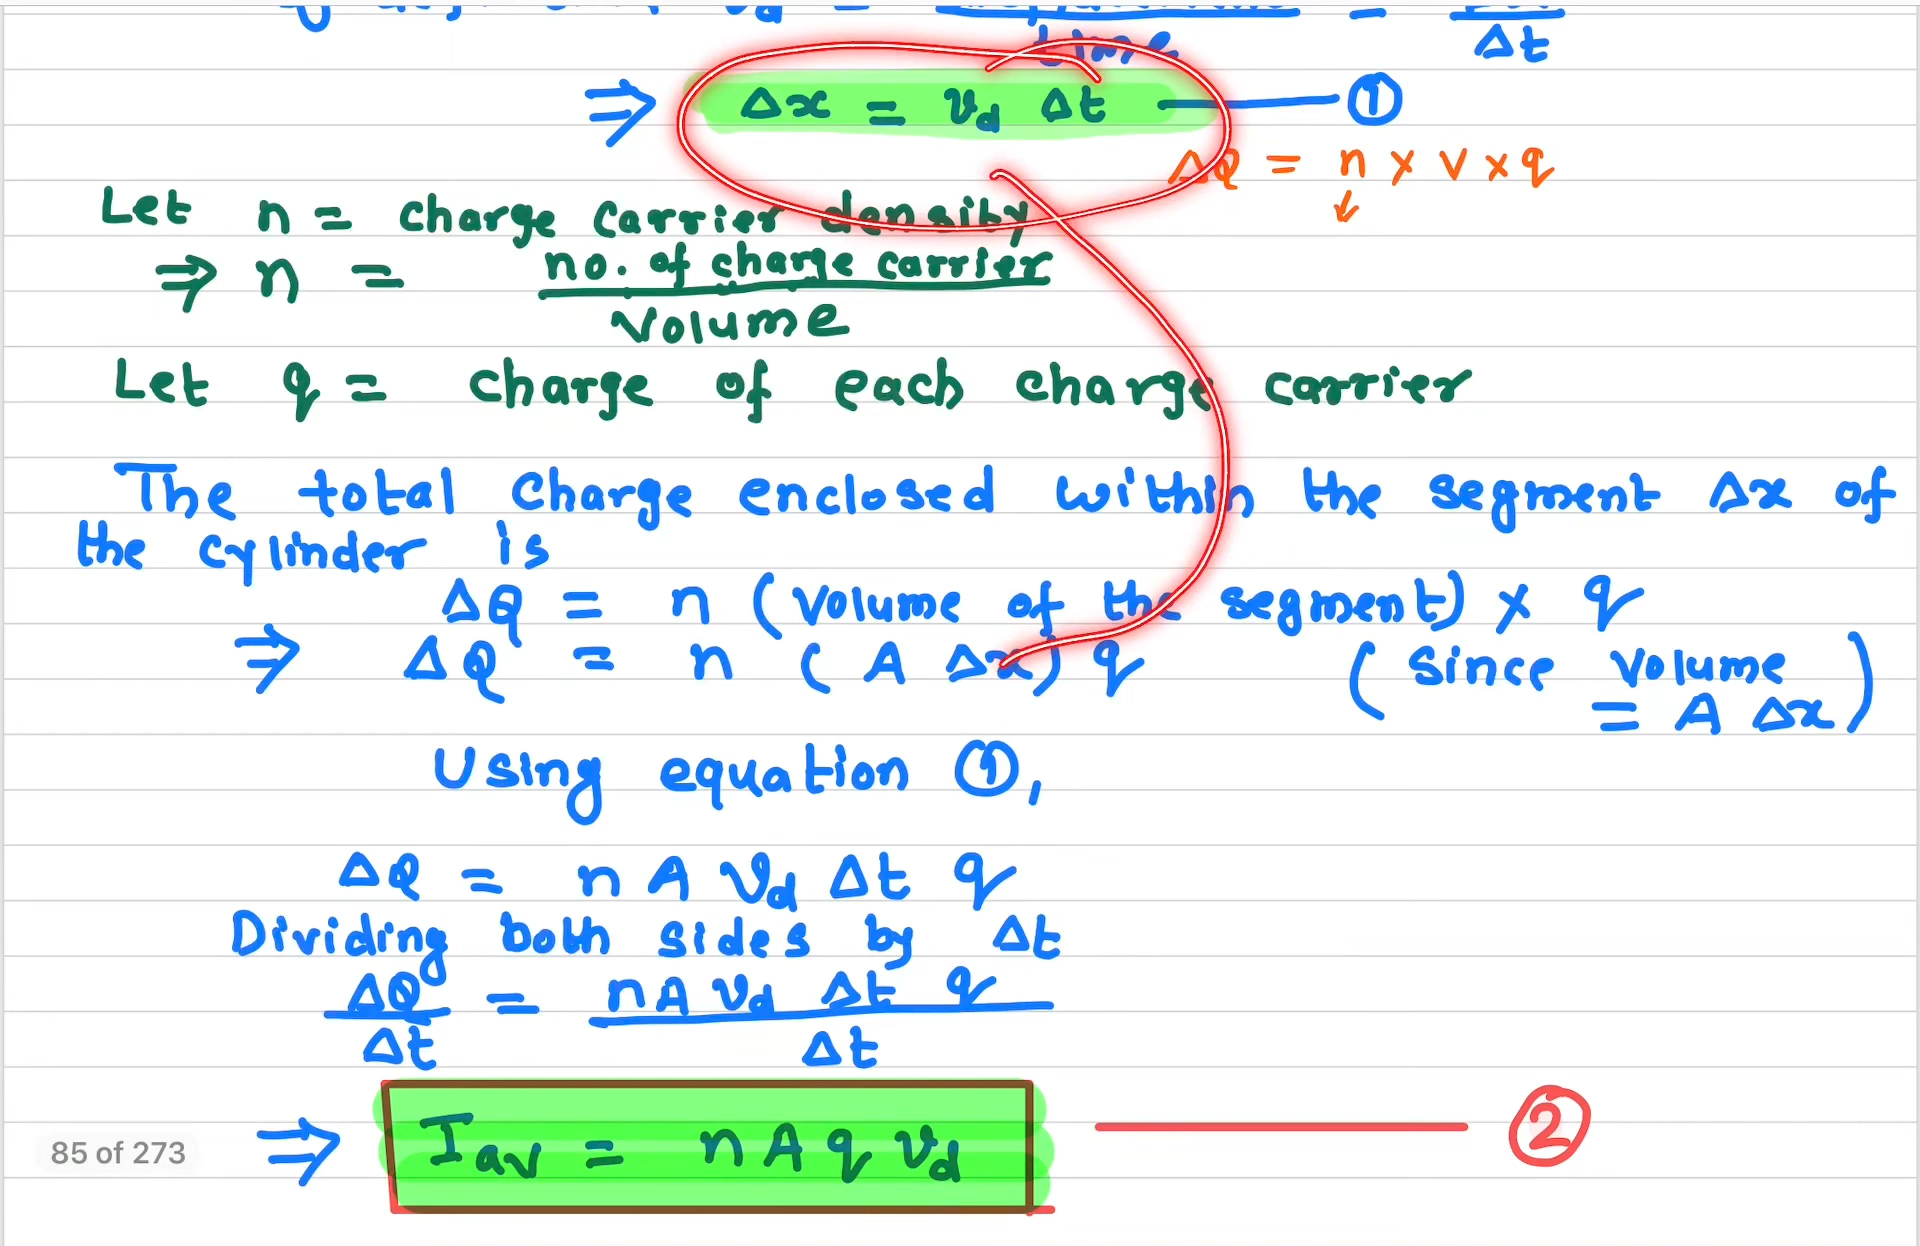 v_d =
time Δt
⇒ Δx = v_d Δt ①
ΔQ = n × V × q
Let n = charge carrier density
⇒ n = no. of charge carrier
volume
Let q = charge of each charge carrier
The total charge enclosed within the segment Δx of
the cylinder is
ΔQ = n (volume of the segment) × q
⇒ ΔQ = n (A Δx) q (since volume
= A Δx)
Using equation ①,
ΔQ = n A v_d Δt q
Dividing both sides by Δt
ΔQ = n A v_d Δt q
Δt Δt
⇒ I_av = n A q v_d ②
85 of 273